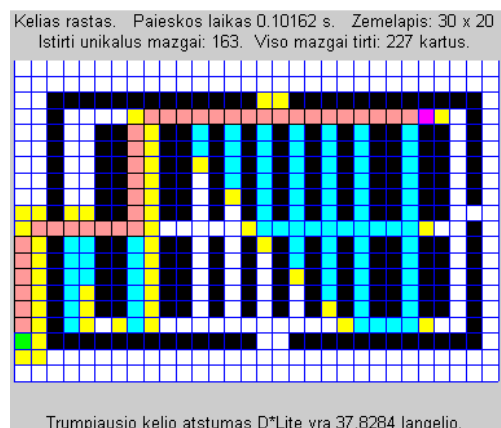 Kelias rastas. Paieskos laikas 0.10162 s. Zemelapis: 30 x 20
Istirti unikalus mazgai: 163. Viso mazgai tirti: 227 kartus.
Trumpiausio kelio atstumas D*Lite yra 37.8284 langelio.